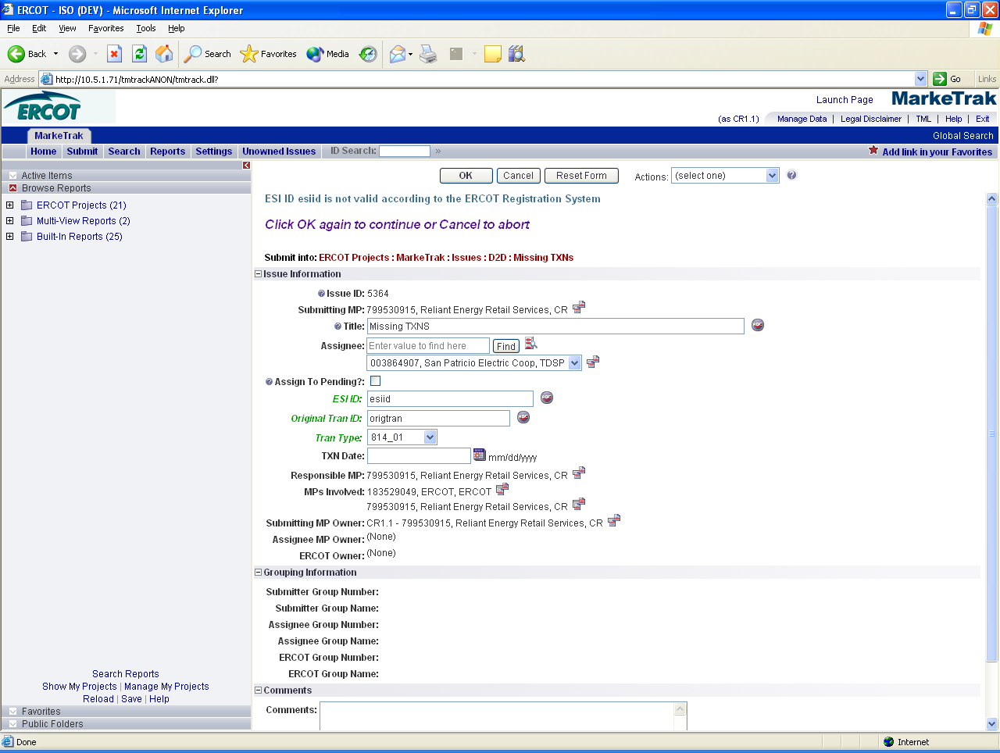 ERCOT - ISO (DEV) - Microsoft Internet Explorer
File Edit View Favorites Tools Help
Back Search Favorites Media
Address http://10.5.1.71/tmtrackANON/tmtrack.dll? Go Links
ERCOT Launch Page MarkeTrak
(as CR1.1) Manage Data | Legal Disclaimer | TML | Help | Exit
MarkeTrak Global Search
Home Submit Search Reports Settings Unowned Issues ID Search: » Add link in your Favorites
Active Items
Browse Reports
ERCOT Projects (21)
Multi-View Reports (2)
Built-In Reports (25)
Search Reports
Show My Projects | Manage My Projects
Reload | Save | Help
Favorites
Public Folders
OK Cancel Reset Form Actions: (select one) ?
ESI ID esiid is not valid according to the ERCOT Registration System
Click OK again to continue or Cancel to abort
Submit into: ERCOT Projects : MarkeTrak : Issues : D2D : Missing TXNs
Issue Information
Issue ID: 5364
Submitting MP: 799530915, Reliant Energy Retail Services, CR
Title: Missing TXNS ABC
Assignee: Enter value to find here Find
003864907, San Patricio Electric Coop, TDSP
Assign To Pending?:
ESI ID: esiid ABC
Original Tran ID: origtran ABC
Tran Type: 814_01
TXN Date: mm/dd/yyyy
Responsible MP: 799530915, Reliant Energy Retail Services, CR
MPs Involved: 183529049, ERCOT, ERCOT
799530915, Reliant Energy Retail Services, CR
Submitting MP Owner: CR1.1 - 799530915, Reliant Energy Retail Services, CR
Assignee MP Owner: (None)
ERCOT Owner: (None)
Grouping Information
Submitter Group Number:
Submitter Group Name:
Assignee Group Number:
Assignee Group Name:
ERCOT Group Number:
ERCOT Group Name:
Comments
Comments:
Done Internet